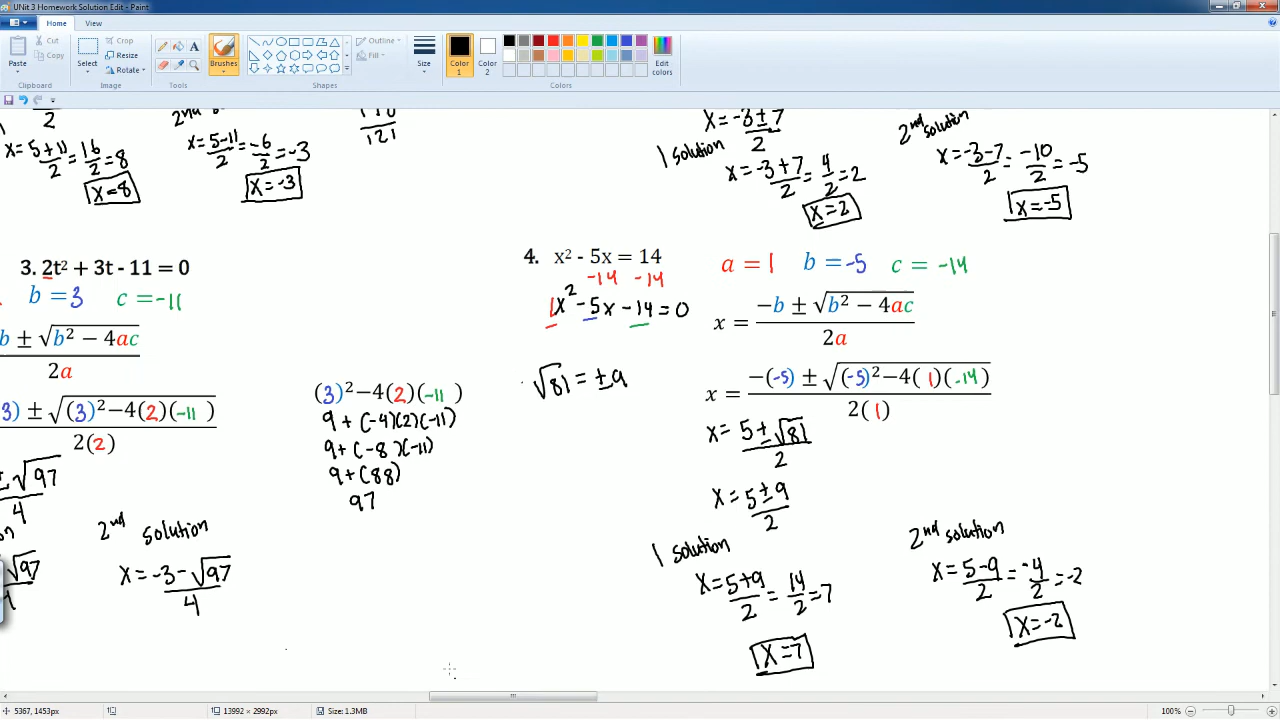 UNit 3 Homework Solution Edit - Paint
Home View
Paste
Cut
Copy
Clipboard
Select
Crop
Resize
Rotate
Image
A
Tools
Brushes
Shapes
Outline
Fill
Size
Color 1
Color 2
Edit colors
Colors
2
x=5+11/2=16/2=8
x=8
2nd
x=5-11/2=-6/2=-3
x=-3
121
x=-3±7/2
1 solution
x=-3+7/2=4/2=2
x=2
2nd solution
x=-3-7/2=-10/2=-5
x=-5
3. 2t² + 3t - 11 = 0
b=3 c=-11
b ± √b² − 4ac
2a
3) ± √(3)²−4(2)(-11)
2(2)
± √97
4
√97
2nd solution
x=-3-√97/4
(3)²−4(2)(-11)
9+(-4)(2)(-11)
9+(-8)(-11)
9+(88)
97
4. x² - 5x = 14
-14 -14
1x²-5x-14=0
√81=±9
a=1 b=-5 c=-14
x = −b ± √b² − 4ac / 2a
x = −(-5) ± √(-5)²−4(1)(-14) / 2(1)
x=5±√81/2
x=5±9/2
1 solution
x=5+9/2=14/2=7
x=7
2nd solution
x=5-9/2=-4/2=-2
x=-2
5367, 1453px
13992 × 2992px
Size: 1.3MB
100%